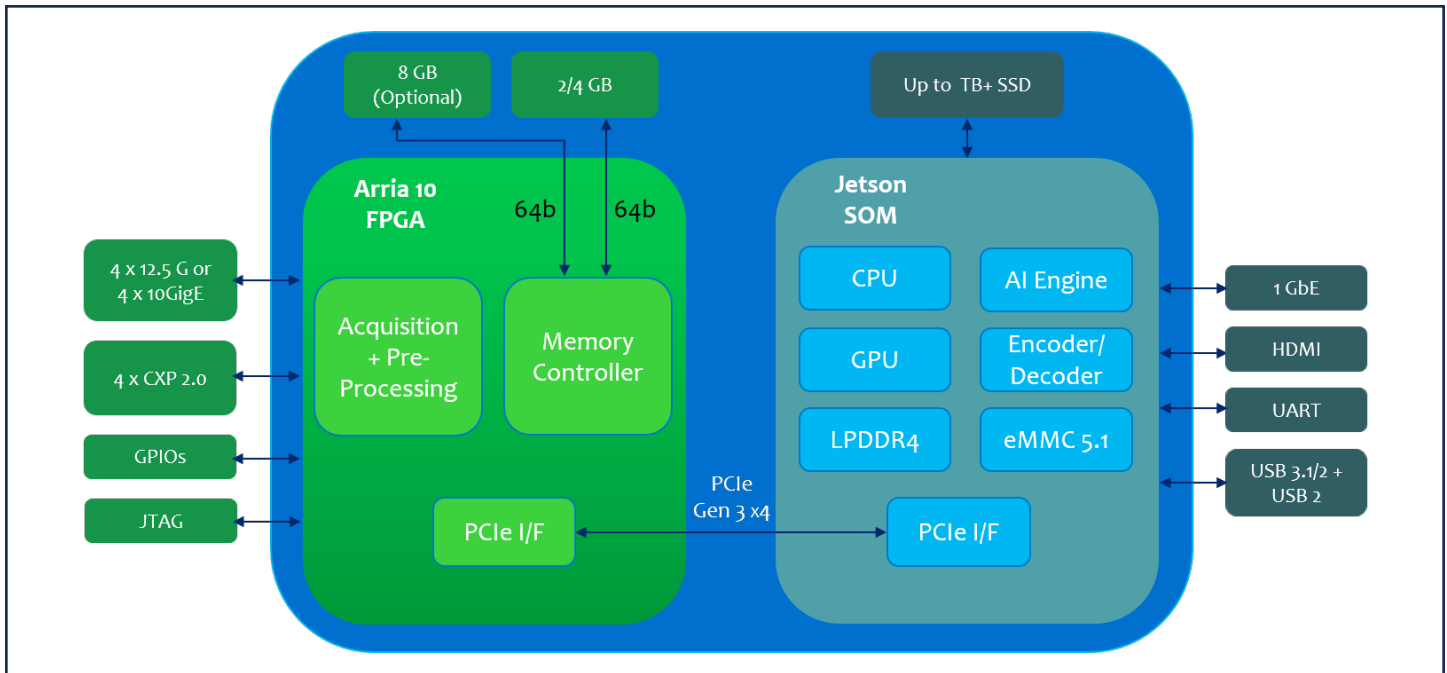 8 GB
(Optional)
2/4 GB
Up to TB+ SSD
Arria 10
FPGA
64b
64b
Jetson
SOM
4 x 12.5 G or
4 x 10GigE
4 x CXP 2.0
GPIOs
JTAG
Acquisition
+ Pre-
Processing
Memory
Controller
PCIe I/F
PCIe
Gen 3 x4
CPU
AI Engine
GPU
Encoder/
Decoder
LPDDR4
eMMC 5.1
PCIe I/F
1 GbE
HDMI
UART
USB 3.1/2 +
USB 2